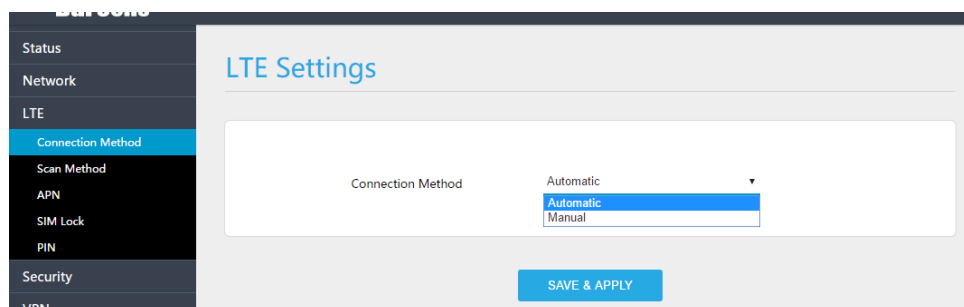 Status
Network
LTE
Connection Method
Scan Method
APN
SIM Lock
PIN
Security
VPN
LTE Settings
Connection Method
Automatic
Automatic
Manual
SAVE & APPLY